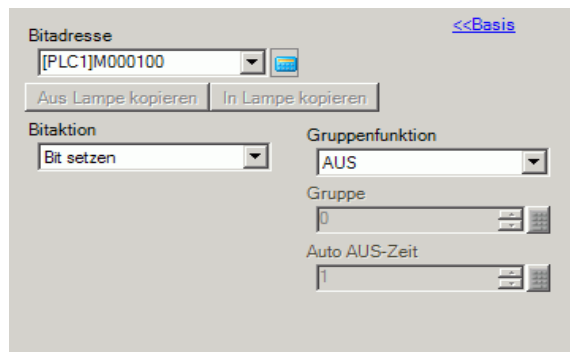 <<Basis
Bitadresse
[PLC1]M000100
Aus Lampe kopieren In Lampe kopieren
Bitaktion
Bit setzen
Gruppenfunktion
AUS
Gruppe
0
Auto AUS-Zeit
1